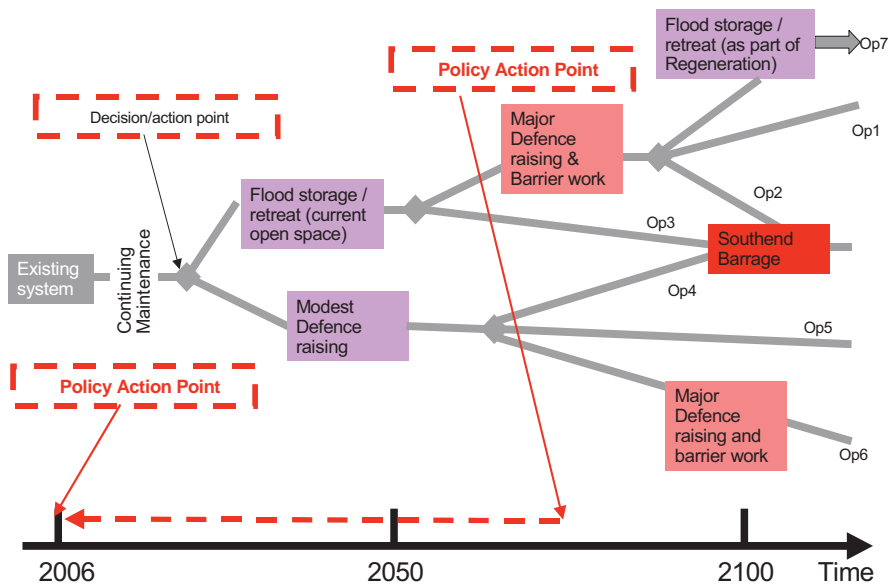 Flood storage /
retreat (as part of
Regeneration)
Op7
Policy Action Point
Decision/action point
Major
Defence
raising &
Barrier work
Op1
Flood storage /
retreat (current
open space)
Op2
Op3
Southend
Barrage
Existing
system
Continuing
Maintenance
Op4
Modest
Defence
raising
Op5
Policy Action Point
Major
Defence
raising and
barrier work
Op6
2006
2050
2100
Time